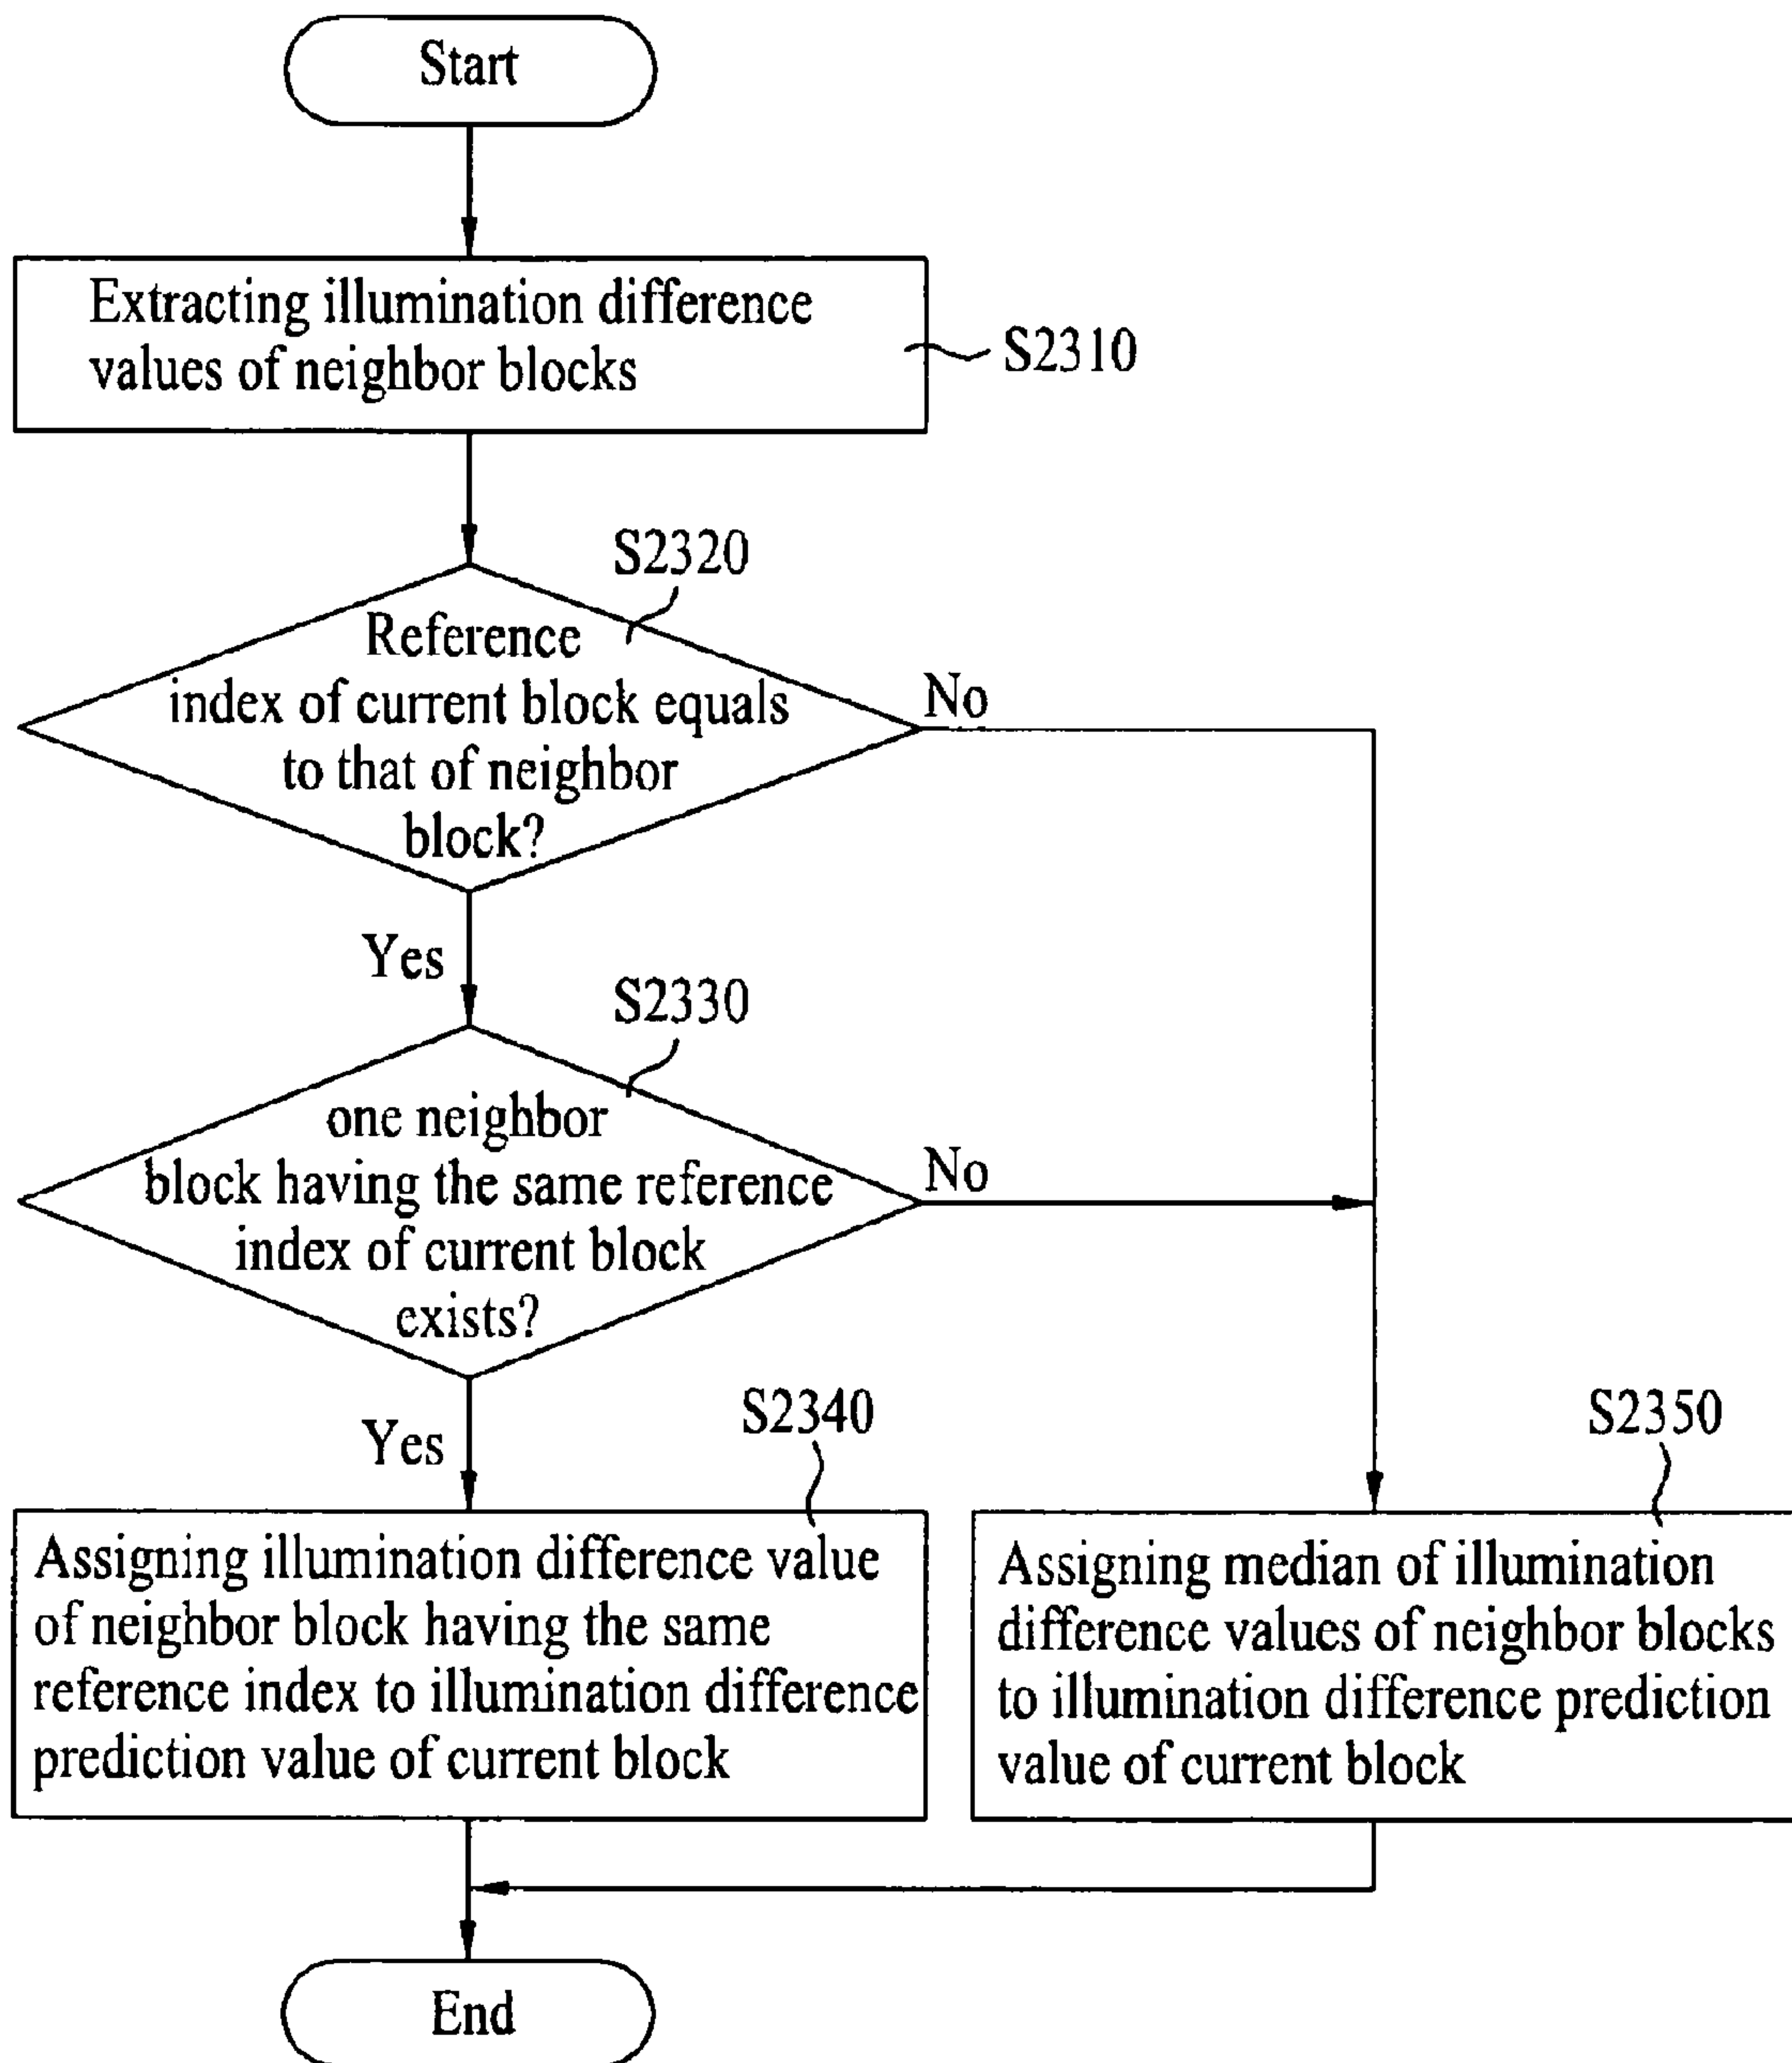 Start
Extracting illumination difference
values of neighbor blocks
S2310
S2320
Reference
index of current block equals
to that of neighbor
block?
No
Yes
S2330
one neighbor
block having the same reference
index of current block
exists?
No
Yes
S2340
Assigning illumination difference value
of neighbor block having the same
reference index to illumination difference
prediction value of current block
S2350
Assigning median of illumination
difference values of neighbor blocks
to illumination difference prediction
value of current block
End